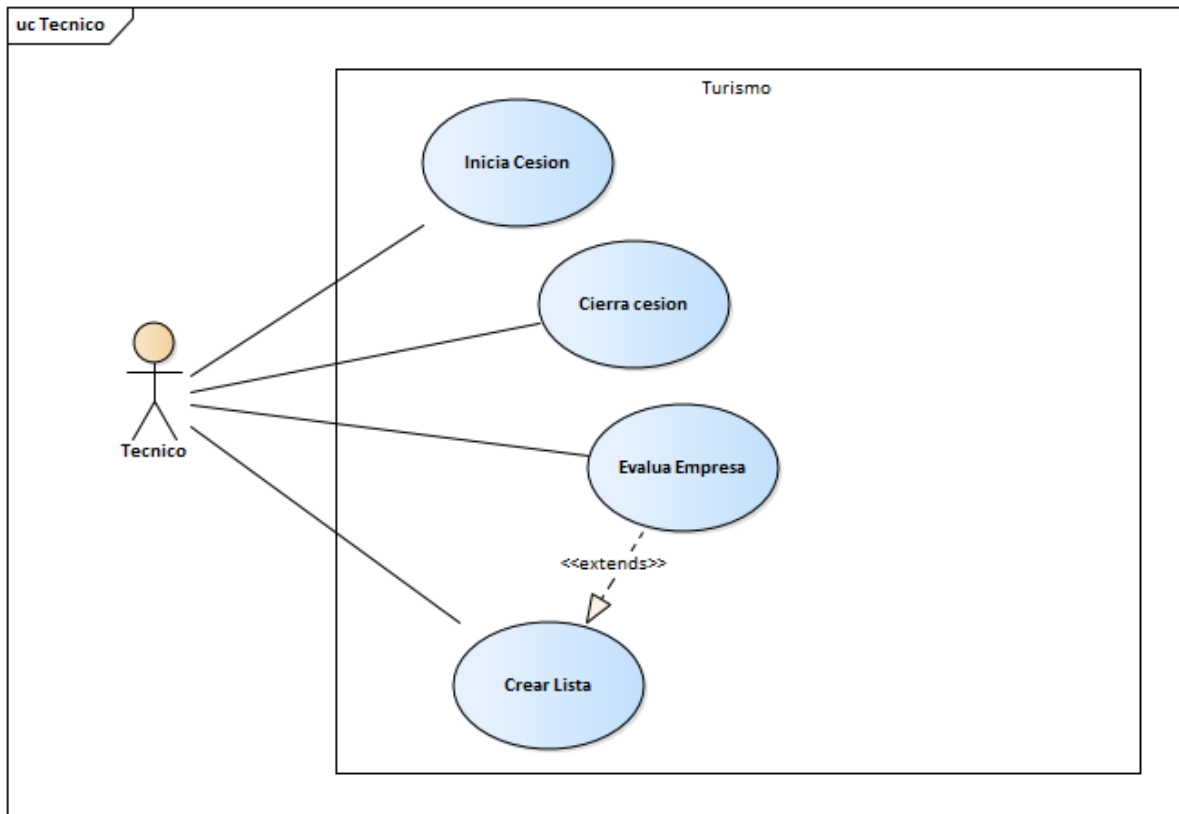 uc Tecnico
Turismo
Inicia Cesion
Cierra cesion
Tecnico
Evalua Empresa
<<extends>>
Crear Lista